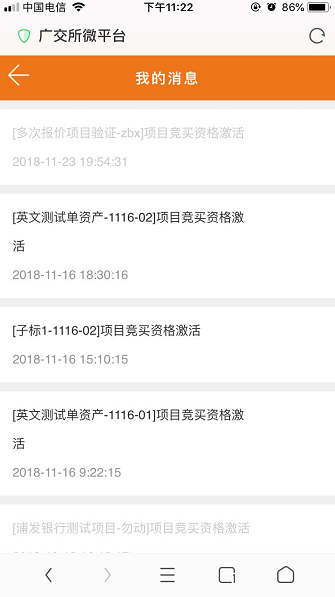 中国电信 下午11:22 86%
广交所微平台
我的消息
[多次报价项目验证-zbx]项目竞买资格激活
2018-11-23 19:54:31
[英文测试单资产-1116-02]项目竞买资格激
活
2018-11-16 18:30:16
[子标1-1116-02]项目竞买资格激活
2018-11-16 15:10:15
[英文测试单资产-1116-01]项目竞买资格激
活
2018-11-16 9:22:15
[浦发银行测试项目-勿动]项目竞买资格激活